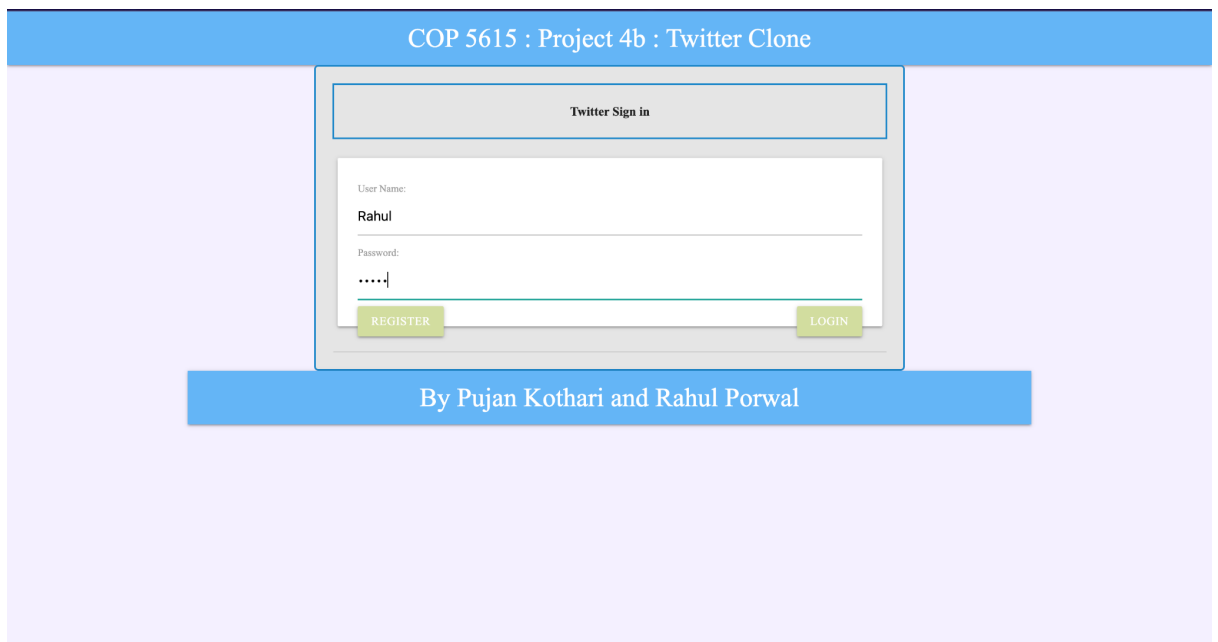 COP 5615 : Project 4b : Twitter Clone
Twitter Sign in
User Name:
Rahul
Password:
•••••
REGISTER LOGIN
By Pujan Kothari and Rahul Porwal